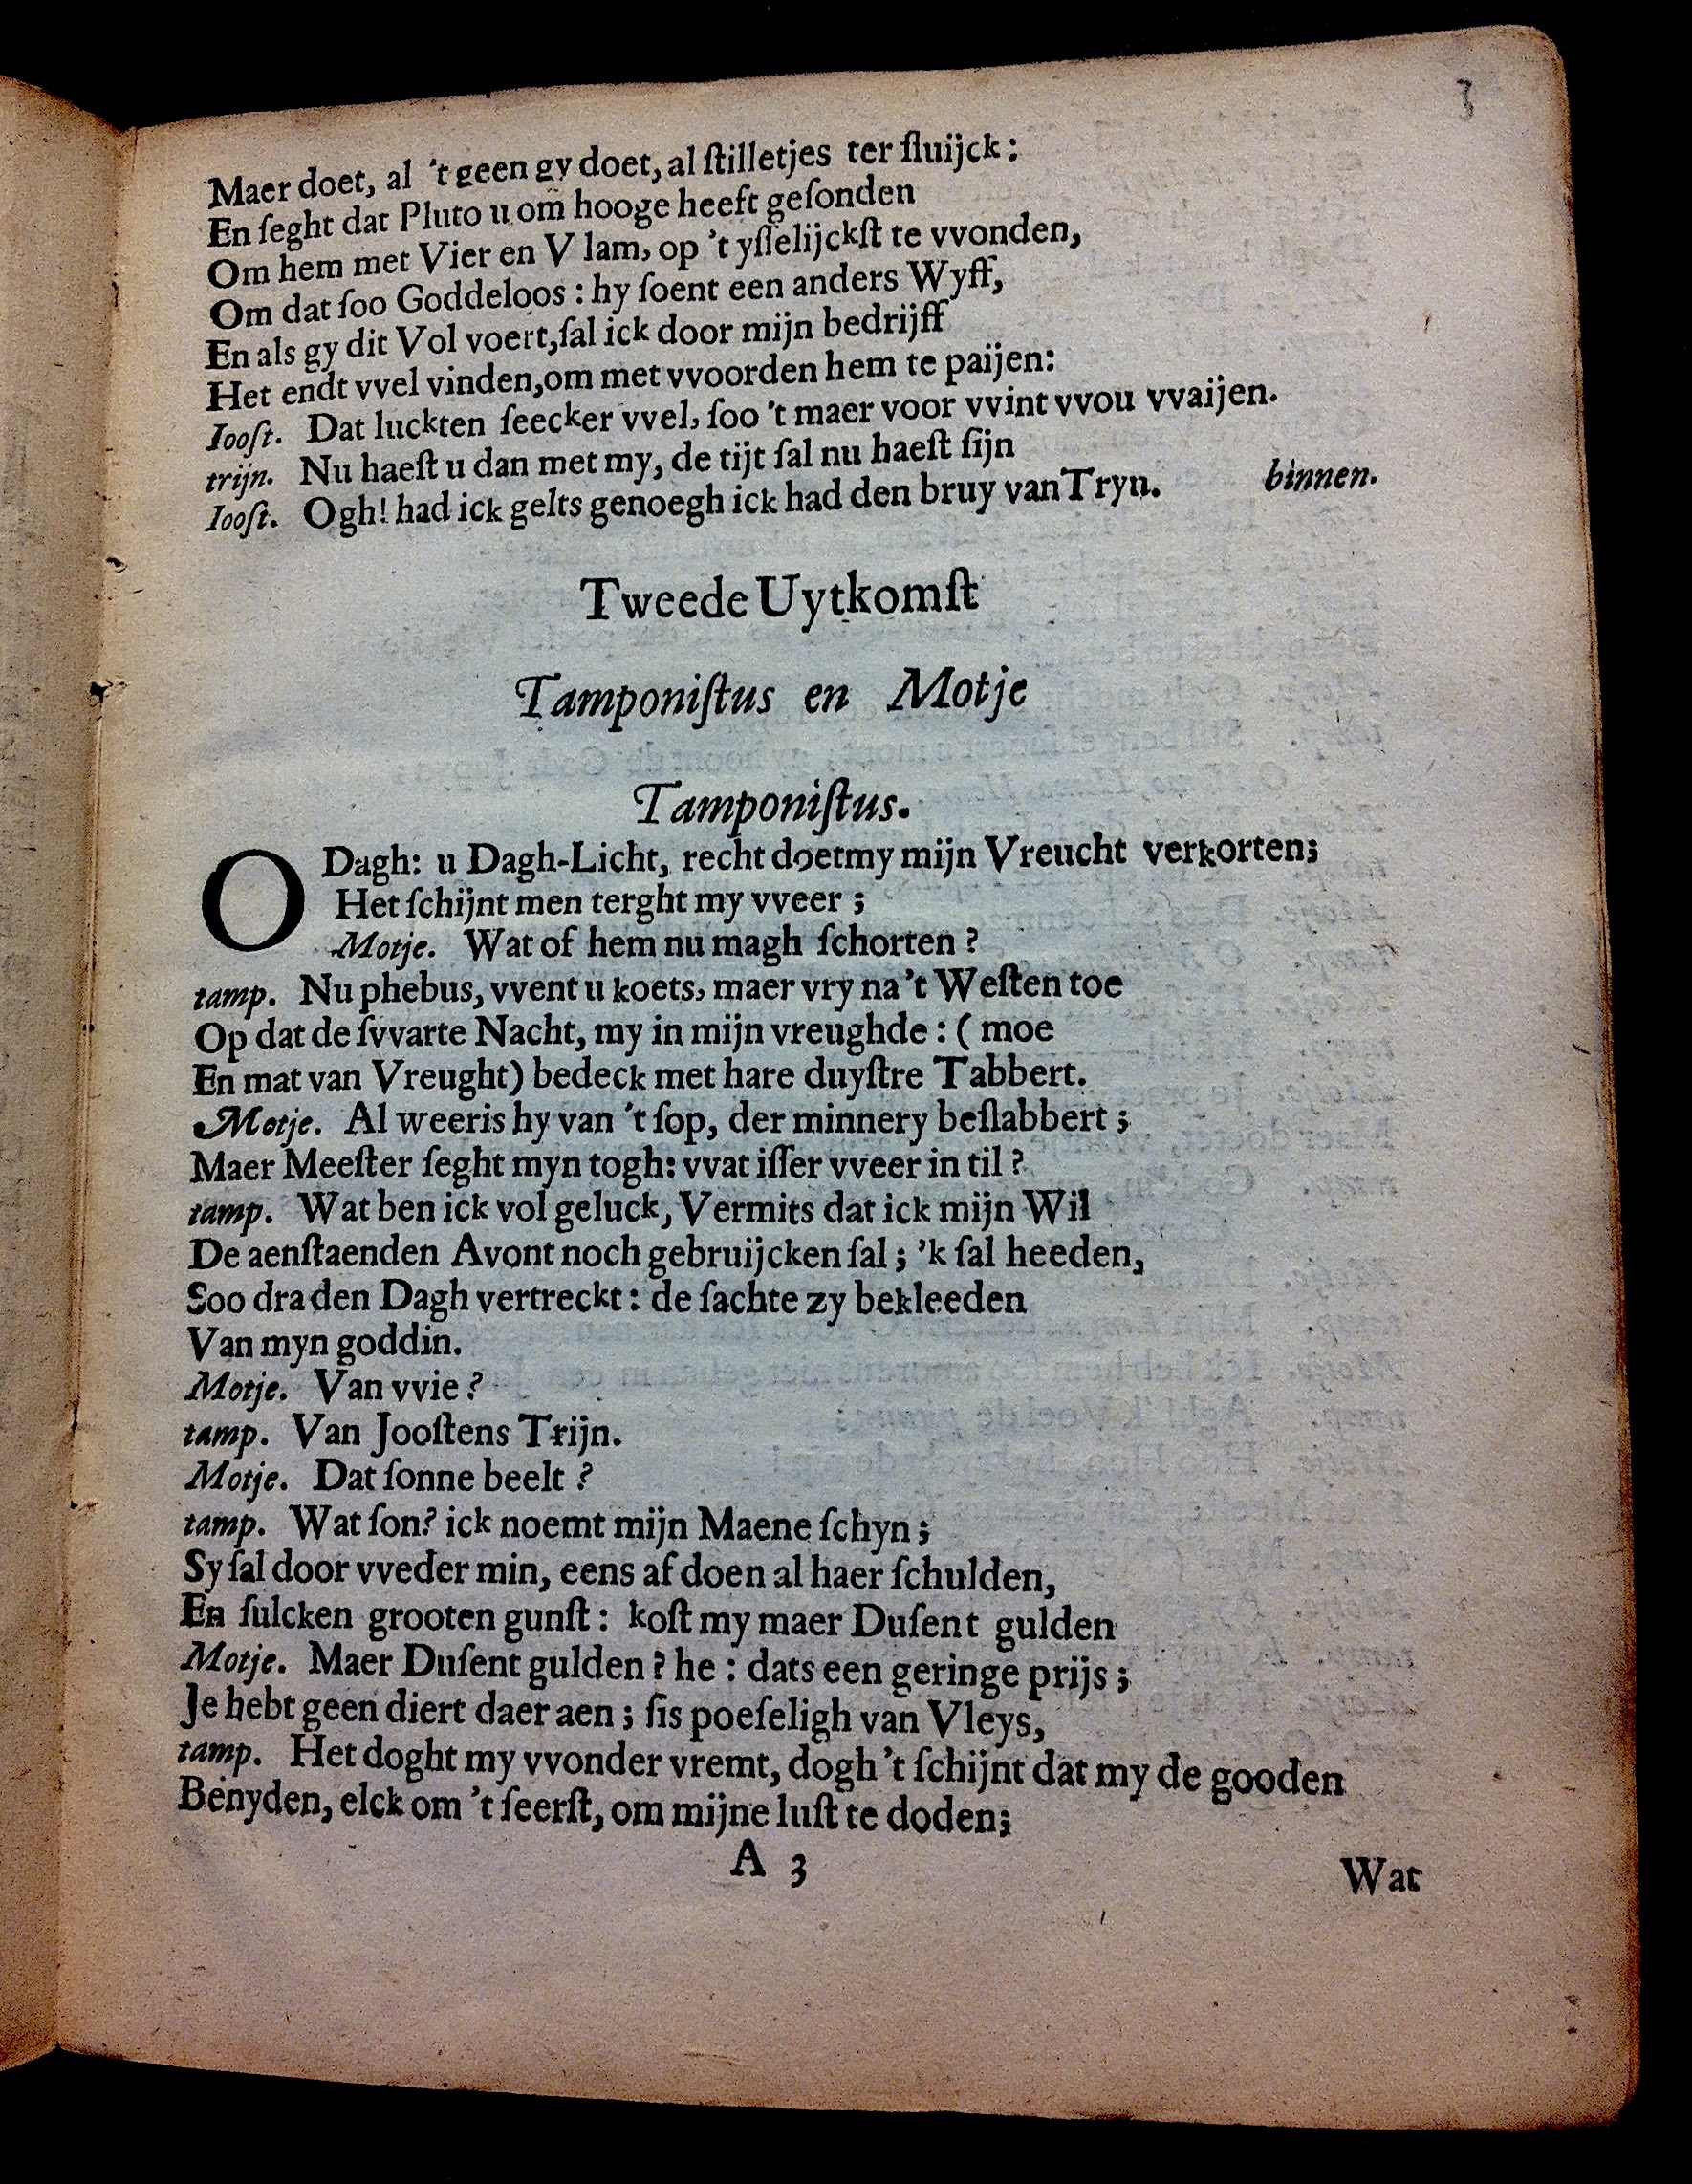 3
Maer doet, al 't geen gy doet, al ſtilletjes ter ſluijck:
En ſeght dat Pluto u om hooge heeft geſonden
Om hem met Vier en V lam, op 't yſſelijckſt te vvonden,
Om dat ſoo Goddeloos: hy ſoent een anders Wyff,
En als gy dit Vol voert, ſal ick door mijn bedrijff
Het endt vvel vinden, om met vvoorden hem te paijen:
Iooſt. Dat luckten ſeecker vvel, ſoo 't maer voor vvint vvou vvaijen.
trijn. Nu haeſt u dan met my, de tijt ſal nu haeſt ſijn
Iooſt. Ogh! had ick gelts genoegh ick had den bruy van Tryn. binnen.
Tweede Uytkomſt
Tamponiſtus en Motje
Tamponiſtus.
O Dagh: u Dagh-Licht, recht doetmy mijn Vreucht verkorten;
Het ſchijnt men terght my vveer;
Motje. Wat of hem nu magh ſchorten?
tamp. Nu phebus, vvent u koets, maer vry na 't Weſten toe
Op dat de ſvvarte Nacht, my in mijn vreughde: (moe
En mat van Vreught) bedeck met hare duyſtre Tabbert.
Motje. Al weeris hy van 't ſop, der minnery beſlabbert;
Maer Meeſter ſeght myn togh: vvat iſſer vveer in til?
tamp. Wat ben ick vol geluck, Vermits dat ick mijn Wil
De aenſtaenden Avont noch gebruijcken ſal; 'k ſal heeden,
Soo dra den Dagh vertreckt: de ſachte zy bekleeden
Van myn goddin.
Motje. Van vvie?
tamp. Van Jooſtens Trijn.
Motje. Dat ſonne beelt?
tamp. Wat ſon? ick noemt mijn Maene ſchyn;
Sy ſal door vveder min, eens af doen al haer ſchulden,
En ſulcken grooten gunſt: koſt my maer Duſent gulden
Motje. Maer Duſent gulden? he: dats een geringe prijs;
Je hebt geen diert daer aen; ſis poeſeligh van Vleys,
tamp. Het doght my vvonder vremt, dogh 't ſchijnt dat my de gooden
Benyden, elck om 't ſeerſt, om mijne luſt te doden;
A 3
Wat